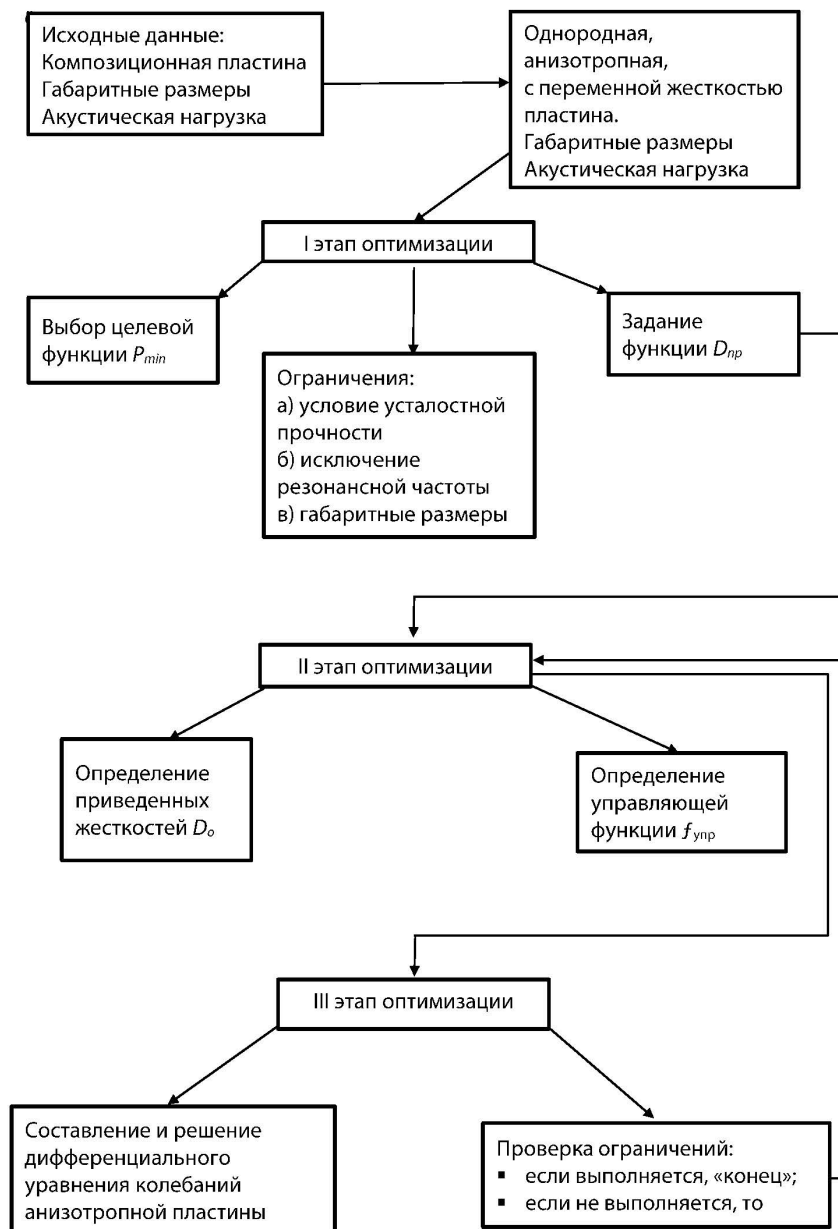 Исходные данные:
Композиционная пластина
Габаритные размеры
Акустическая нагрузка
Однородная,
анизотропная,
с переменной жесткостью
пластина.
Габаритные размеры
Акустическая нагрузка
I этап оптимизации
Выбор целевой
функции Pmin
Ограничения:
а) условие усталостной
прочности
б) исключение
резонансной частоты
в) габаритные размеры
Задание
функции Dпр
II этап оптимизации
Определение
приведенных
жесткостей Do
Определение
управляющей
функции fупр
III этап оптимизации
Составление и решение
дифференциального
уравнения колебаний
анизотропной пластины
Проверка ограничений:
▪ если выполняется, «конец»;
▪ если не выполняется, то